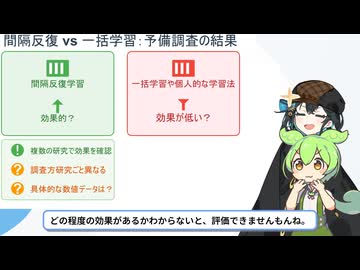 間隔反復 vs 一括学習：予備調査の結果
間隔反復学習
効果的？
一括学習や個人的な学習法
効果が低い？
複数の研究で効果を確認
調査方研究ごと異なる
具体的な数値データは？
どの程度の効果があるかわからないと、評価できませんもんね。